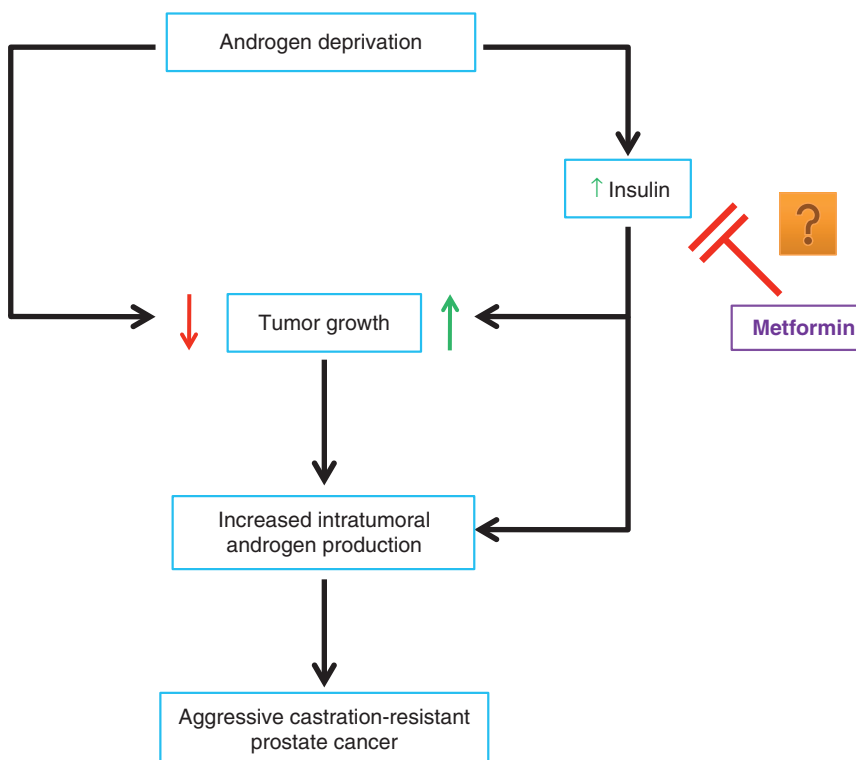 Androgen deprivation
↑ Insulin
?
Metformin
Tumor growth
Increased intratumoral
androgen production
Aggressive castration-resistant
prostate cancer